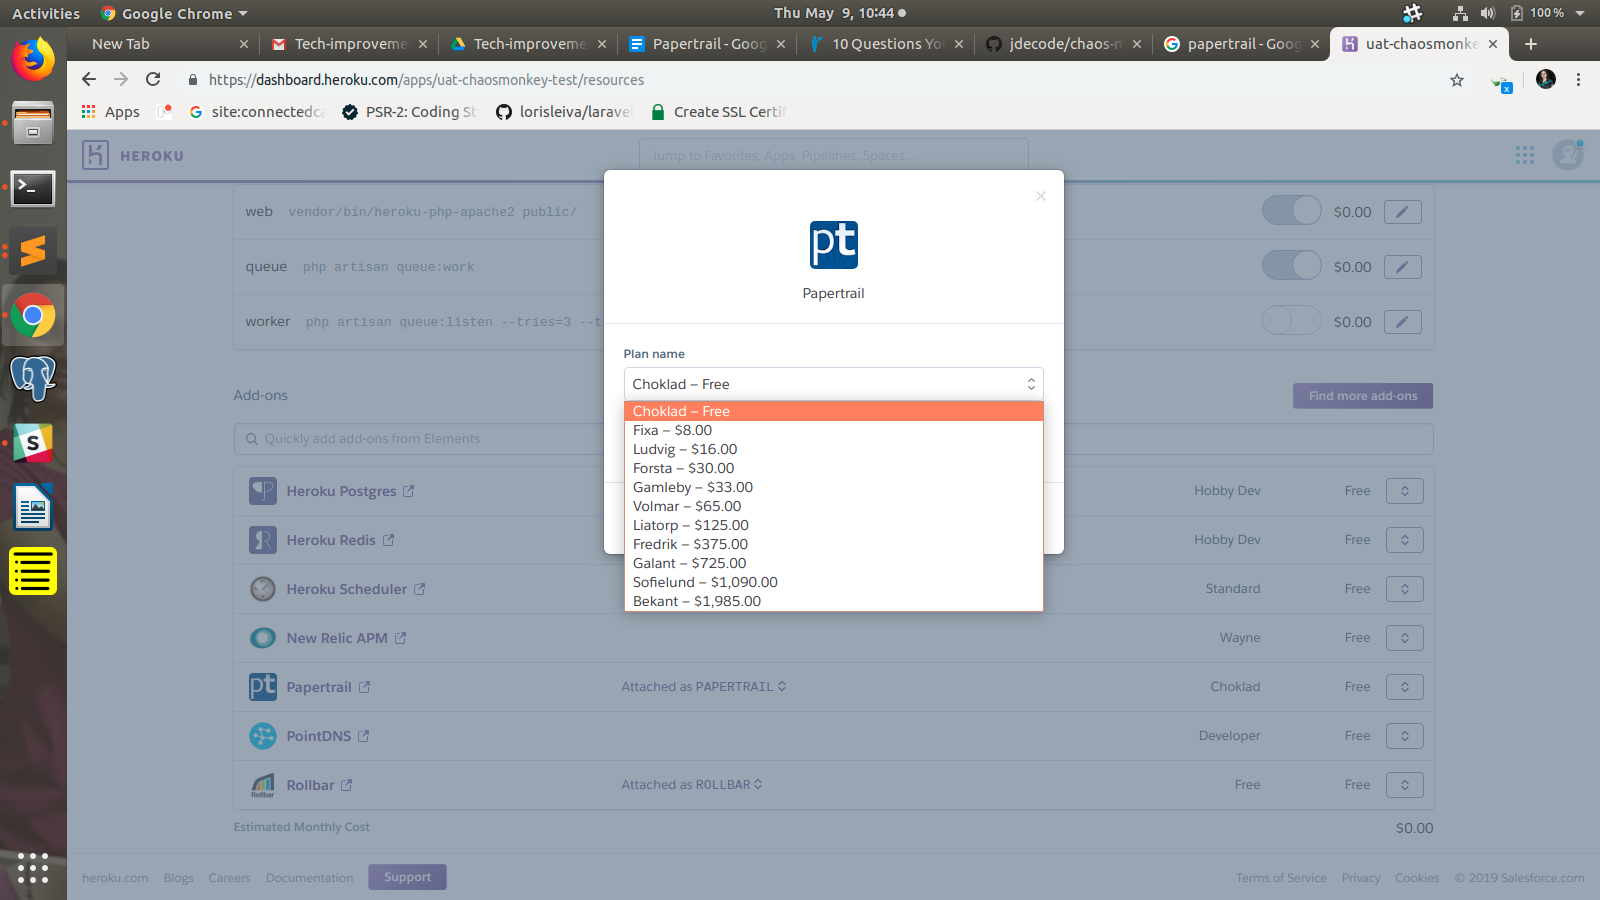 Activities
Google Chrome
Thu May 9, 10:44
100 %
New Tab
Tech-improveme
Tech-improveme
Papertrail - Goog
10 Questions Yo
jdecode/chaos-m
papertrail - Goog
uat-chaosmonke
https://dashboard.heroku.com/apps/uat-chaosmonkey-test/resources
Apps
site:connectedca
PSR-2: Coding St
lorisleiva/larave
Create SSL Certif
HEROKU
Jump to Favorites, Apps, Pipelines, Spaces...
web vendor/bin/heroku-php-apache2 public/ $0.00
queue php artisan queue:work $0.00
worker php artisan queue:listen --tries=3 --t $0.00
pt
Papertrail
Plan name
Choklad – Free
Choklad – Free
Fixa – $8.00
Ludvig – $16.00
Forsta – $30.00
Gamleby – $33.00
Volmar – $65.00
Liatorp – $125.00
Fredrik – $375.00
Galant – $725.00
Sofielund – $1,090.00
Bekant – $1,985.00
Add-ons
Find more add-ons
Quickly add add-ons from Elements
Heroku Postgres Hobby Dev Free
Heroku Redis Hobby Dev Free
Heroku Scheduler Standard Free
New Relic APM Wayne Free
pt Papertrail Attached as PAPERTRAIL Choklad Free
PointDNS Developer Free
Rollbar Rollbar Attached as ROLLBAR Free Free
Estimated Monthly Cost $0.00
heroku.com Blogs Careers Documentation Support
Terms of Service Privacy Cookies © 2019 Salesforce.com